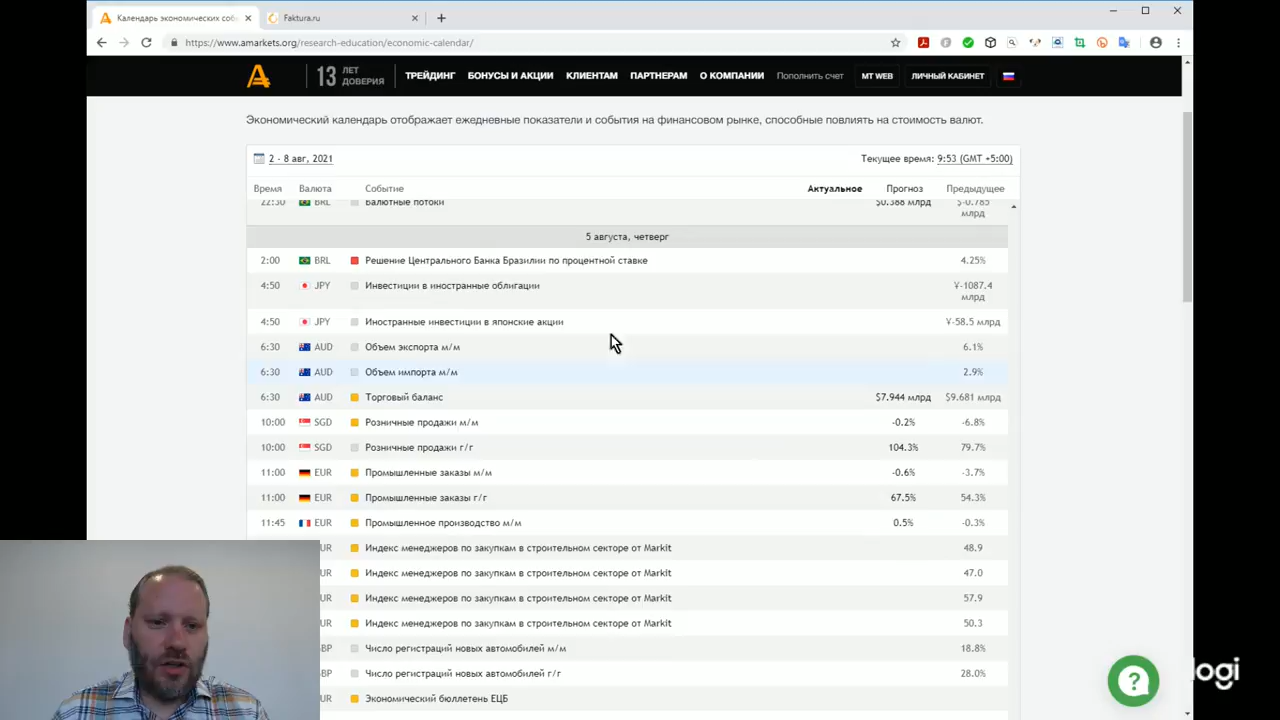 Календарь экономических соб
Faktura.ru
https://www.amarkets.org/research-education/economic-calendar/
13 ЛЕТ ДОВЕРИЯ ТРЕЙДИНГ БОНУСЫ И АКЦИИ КЛИЕНТАМ ПАРТНЕРАМ О КОМПАНИИ Пополнить счет MT WEB ЛИЧНЫЙ КАБИНЕТ
Экономический календарь отображает ежедневные показатели и события на финансовом рынке, способные повлиять на стоимость валют.
2 - 8 авг, 2021 Текущее время: 9:53 (GMT +5:00)
Время Валюта Событие Актуальное Прогноз Предыдущее
22:30 BRL Валютные потоки $0.388 млрд $-0.785 млрд
5 августа, четверг
2:00 BRL Решение Центрального Банка Бразилии по процентной ставке 4.25%
4:50 JPY Инвестиции в иностранные облигации ¥-1087.4 млрд
4:50 JPY Иностранные инвестиции в японские акции ¥-58.5 млрд
6:30 AUD Объем экспорта м/м 6.1%
6:30 AUD Объем импорта м/м 2.9%
6:30 AUD Торговый баланс $7.944 млрд $9.681 млрд
10:00 SGD Розничные продажи м/м -0.2% -6.8%
10:00 SGD Розничные продажи г/г 104.3% 79.7%
11:00 EUR Промышленные заказы м/м -0.6% -3.7%
11:00 EUR Промышленные заказы г/г 67.5% 54.3%
11:45 EUR Промышленное производство м/м 0.5% -0.3%
UR Индекс менеджеров по закупкам в строительном секторе от Markit 48.9
UR Индекс менеджеров по закупкам в строительном секторе от Markit 47.0
UR Индекс менеджеров по закупкам в строительном секторе от Markit 57.9
UR Индекс менеджеров по закупкам в строительном секторе от Markit 50.3
BP Число регистраций новых автомобилей м/м 18.8%
BP Число регистраций новых автомобилей г/г 28.0%
UR Экономический бюллетень ЕЦБ
logi